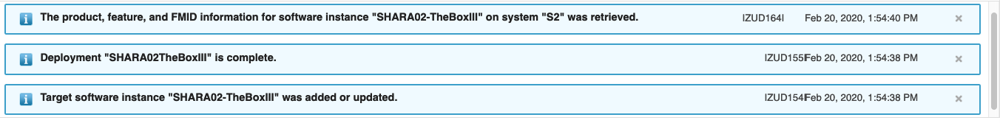 The product, feature, and FMID information for software instance "SHARA02-TheBoxIII" on system "S2" was retrieved. IZUD164I Feb 20, 2020, 1:54:40 PM
Deployment "SHARA02TheBoxIII" is complete. IZUD155I Feb 20, 2020, 1:54:38 PM
Target software instance "SHARA02-TheBoxIII" was added or updated. IZUD154I Feb 20, 2020, 1:54:38 PM